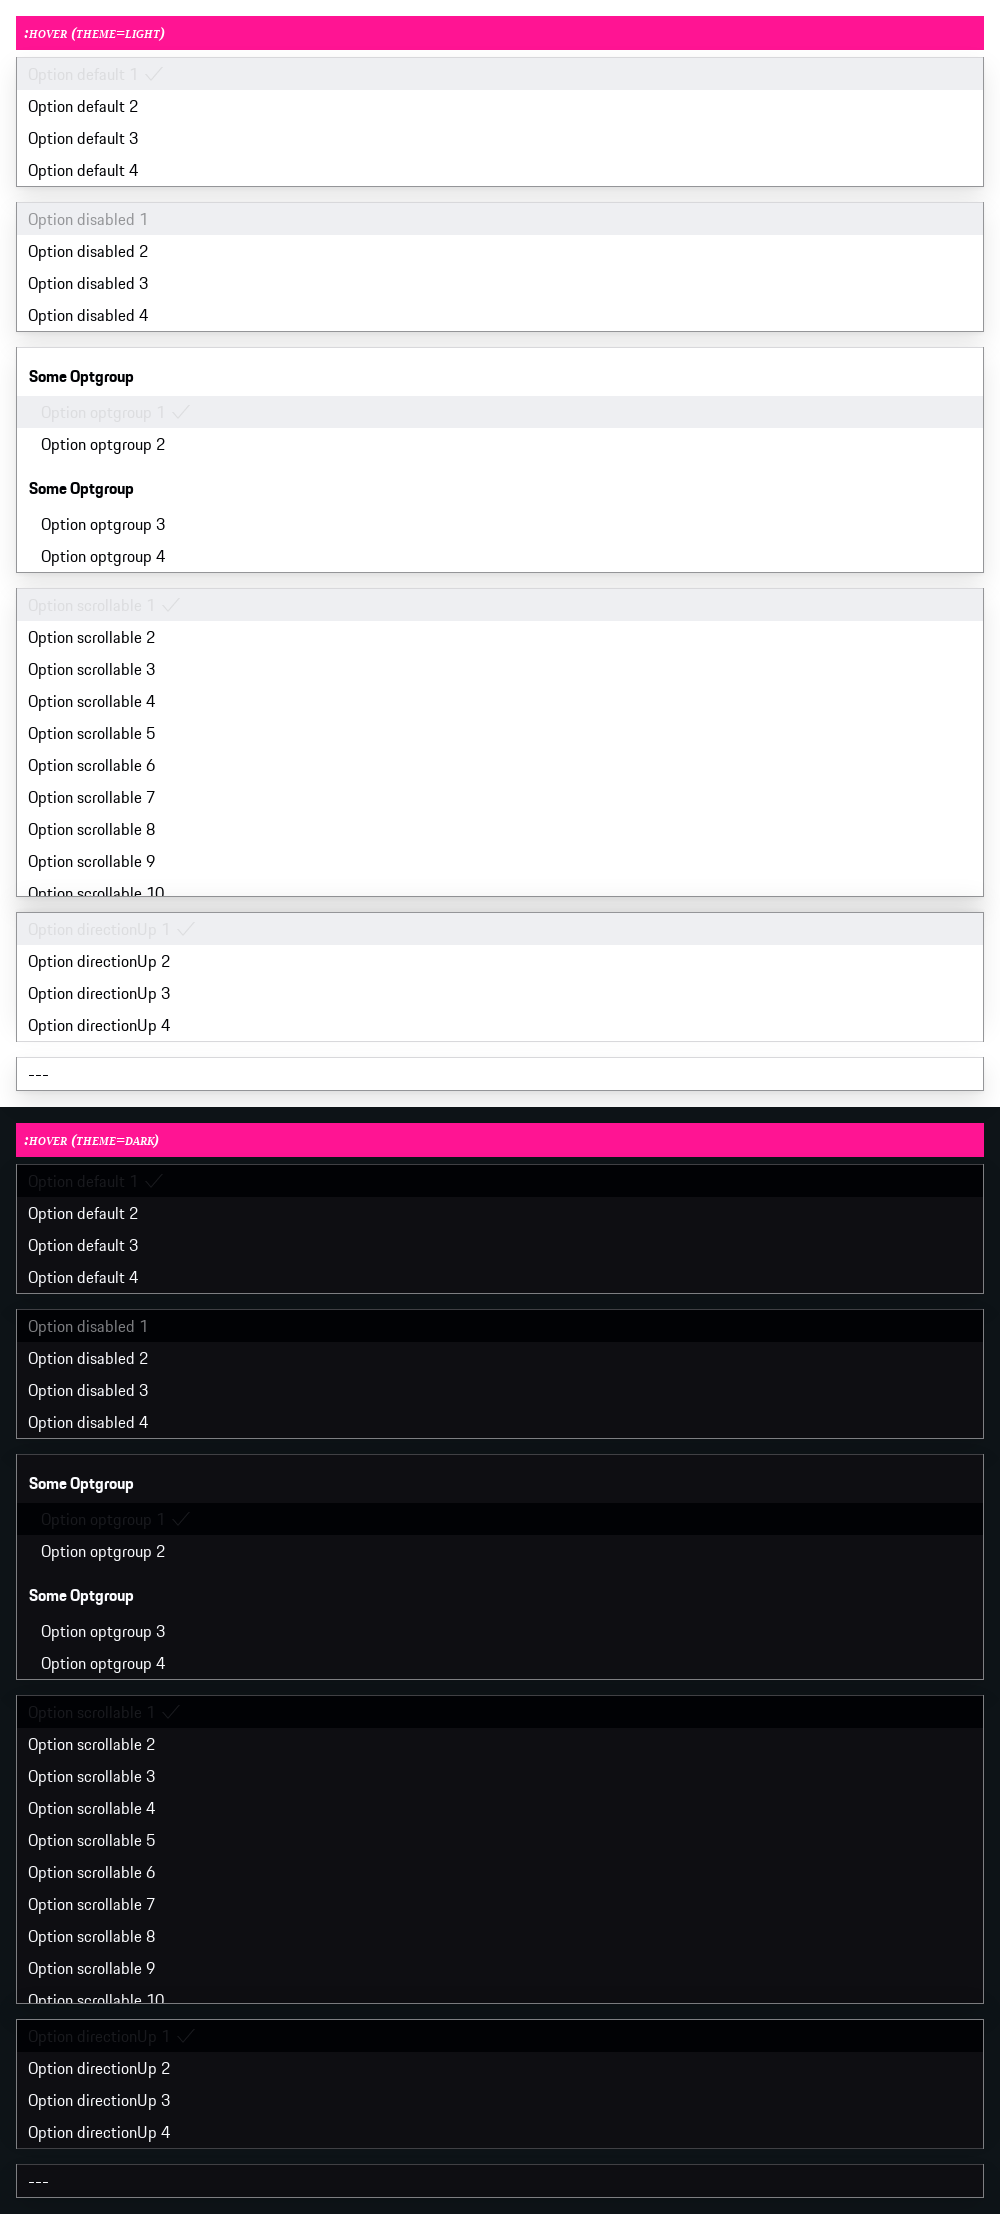 :hover (theme=light)
Option default 1
Option default 2
Option default 3
Option default 4
Option disabled 1
Option disabled 2
Option disabled 3
Option disabled 4
Some Optgroup
Option optgroup 1
Option optgroup 2
Some Optgroup
Option optgroup 3
Option optgroup 4
Option scrollable 1
Option scrollable 2
Option scrollable 3
Option scrollable 4
Option scrollable 5
Option scrollable 6
Option scrollable 7
Option scrollable 8
Option scrollable 9
Option scrollable 10
Option directionUp 1
Option directionUp 2
Option directionUp 3
Option directionUp 4
---
:hover (theme=dark)
Option default 1
Option default 2
Option default 3
Option default 4
Option disabled 1
Option disabled 2
Option disabled 3
Option disabled 4
Some Optgroup
Option optgroup 1
Option optgroup 2
Some Optgroup
Option optgroup 3
Option optgroup 4
Option scrollable 1
Option scrollable 2
Option scrollable 3
Option scrollable 4
Option scrollable 5
Option scrollable 6
Option scrollable 7
Option scrollable 8
Option scrollable 9
Option scrollable 10
Option directionUp 1
Option directionUp 2
Option directionUp 3
Option directionUp 4
---